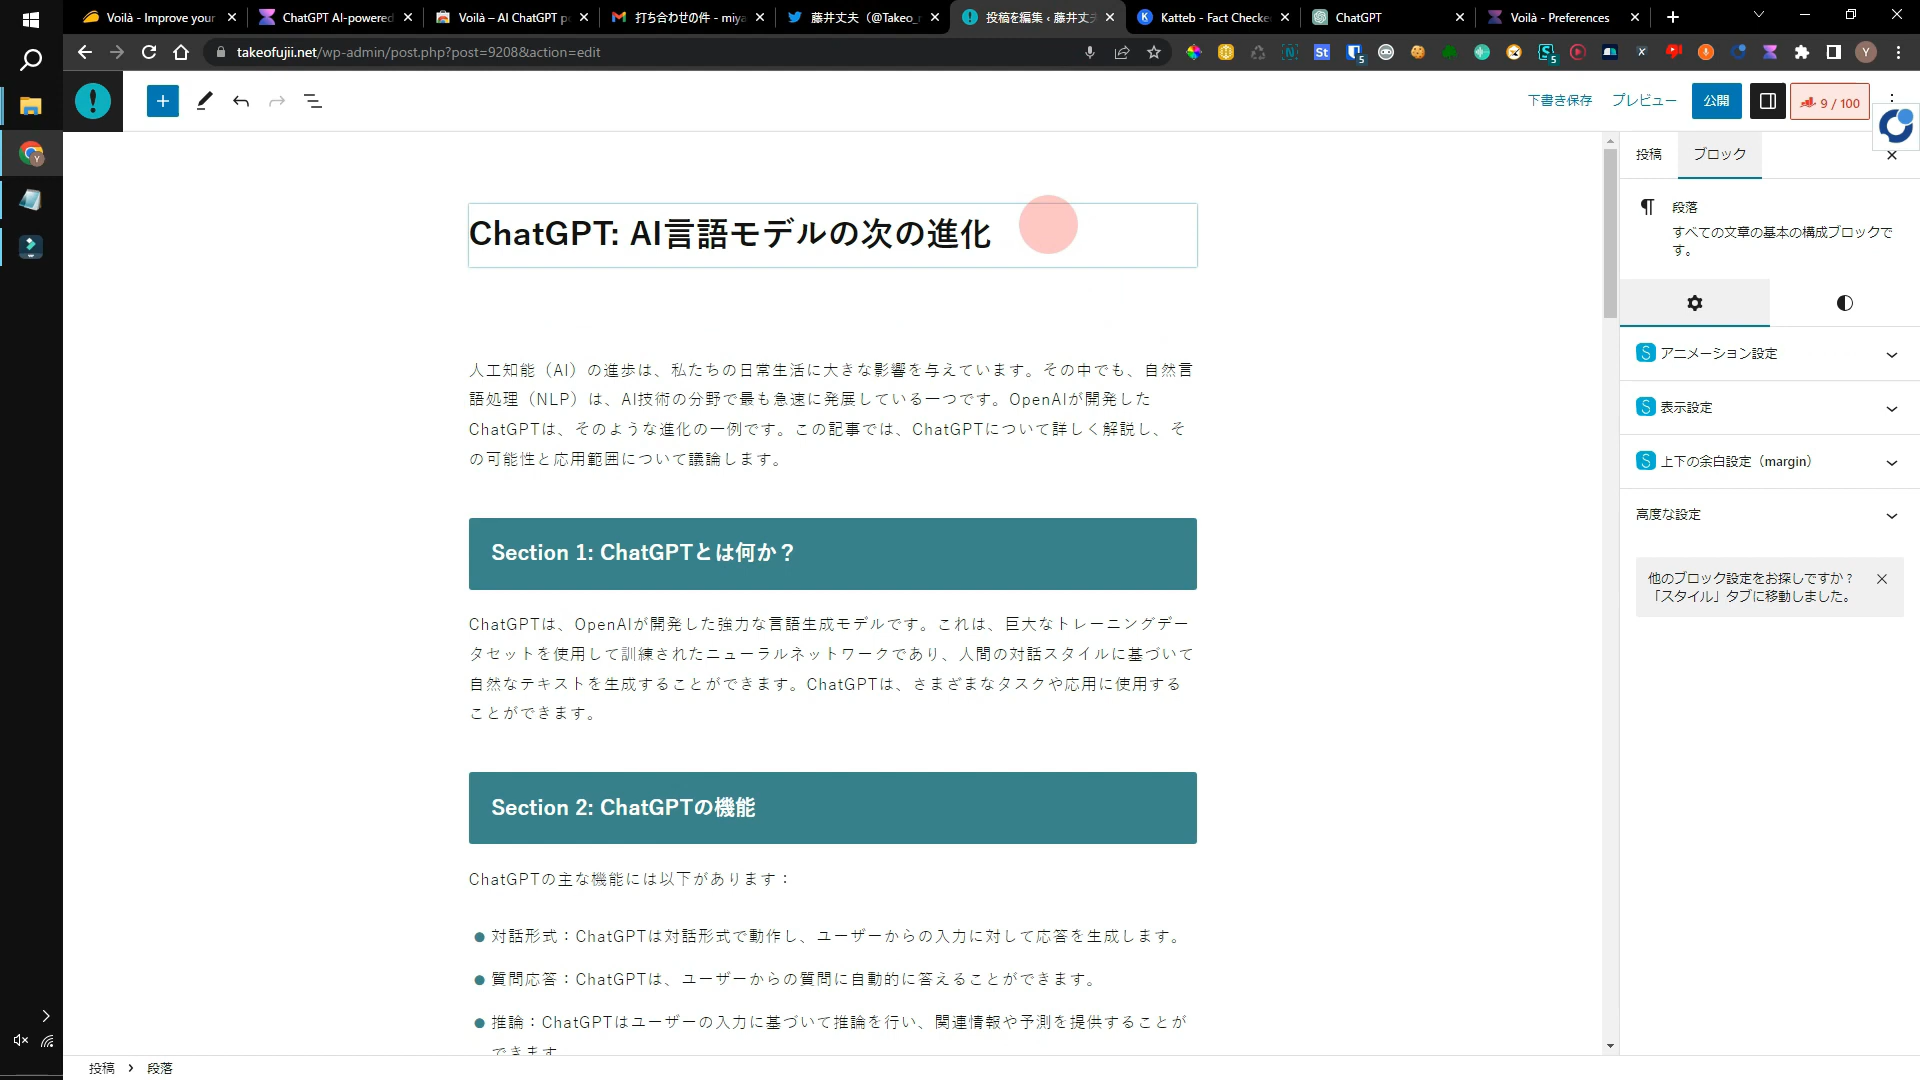 Voilà - Improve your
ChatGPT AI-powered
Voilà – AI ChatGPT p
打ち合わせの件 - miya
藤井丈夫（@Takeo_
投稿を編集 ‹ 藤井丈夫
Katteb - Fact Checke
ChatGPT
Voilà - Preferences
takeofujii.net/wp-admin/post.php?post=9208&action=edit
下書き保存
プレビュー
公開
9 / 100
投稿
ブロック
ChatGPT: AI言語モデルの次の進化
段落
すべての文章の基本の構成ブロックで
す。
アニメーション設定
表示設定
上下の余白設定（margin）
高度な設定
他のブロック設定をお探しですか ?
「スタイル」タブに移動しました。
人工知能（AI）の進歩は、私たちの日常生活に大きな影響を与えています。その中でも、自然言
語処理（NLP）は、AI技術の分野で最も急速に発展している一つです。OpenAIが開発した
ChatGPTは、そのような進化の一例です。この記事では、ChatGPTについて詳しく解説し、そ
の可能性と応用範囲について議論します。
Section 1: ChatGPTとは何か？
ChatGPTは、OpenAIが開発した強力な言語生成モデルです。これは、巨大なトレーニングデー
タセットを使用して訓練されたニューラルネットワークであり、人間の対話スタイルに基づいて
自然なテキストを生成することができます。ChatGPTは、さまざまなタスクや応用に使用する
ことができます。
Section 2: ChatGPTの機能
ChatGPTの主な機能には以下があります：
対話形式：ChatGPTは対話形式で動作し、ユーザーからの入力に対して応答を生成します。
質問応答：ChatGPTは、ユーザーからの質問に自動的に答えることができます。
推論：ChatGPTはユーザーの入力に基づいて推論を行い、関連情報や予測を提供することが
できます
投稿 › 段落